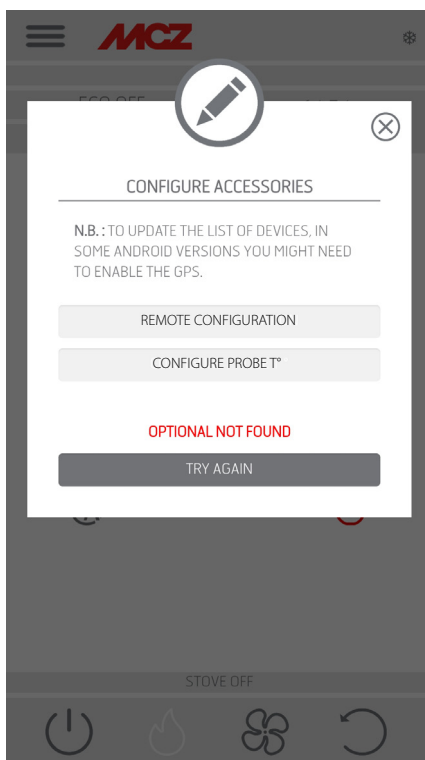 MCZ
CONFIGURE ACCESSORIES
N.B. : TO UPDATE THE LIST OF DEVICES, IN
SOME ANDROID VERSIONS YOU MIGHT NEED
TO ENABLE THE GPS.
REMOTE CONFIGURATION
CONFIGURE PROBE T°
OPTIONAL NOT FOUND
TRY AGAIN
STOVE OFF